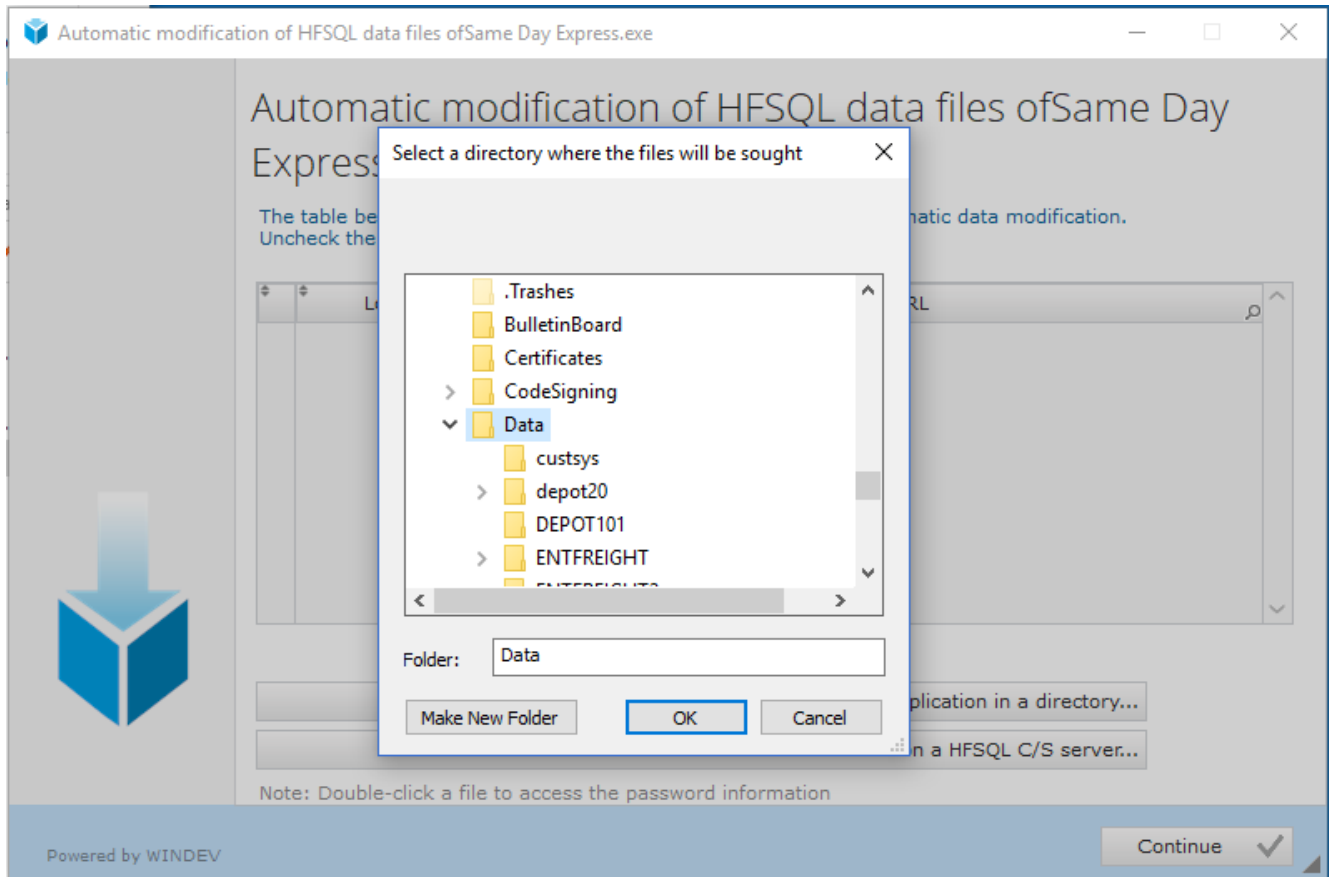 Automatic modification of HFSQL data files ofSame Day Express.exe
Automatic modification of HFSQL data files ofSame Day
Express
Select a directory where the files will be sought
The table be
natic data modification.
Uncheck the
.Trashes
BulletinBoard
Certificates
CodeSigning
Data
custsys
depot20
DEPOT101
ENTFREIGHT
Folder:
Data
Make New Folder
OK
Cancel
plication in a directory...
n a HFSQL C/S server...
Note: Double-click a file to access the password information
Powered by WINDEV
Continue